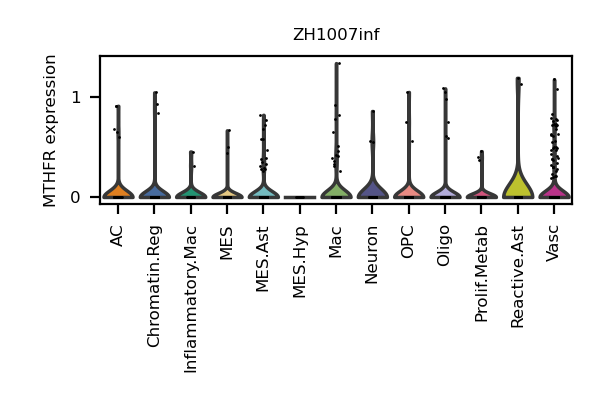 ZH1007inf
MTHFR expression
1
0
AC
Chromatin.Reg
Inflammatory.Mac
MES
MES.Ast
MES.Hyp
Mac
Neuron
OPC
Oligo
Prolif.Metab
Reactive.Ast
Vasc